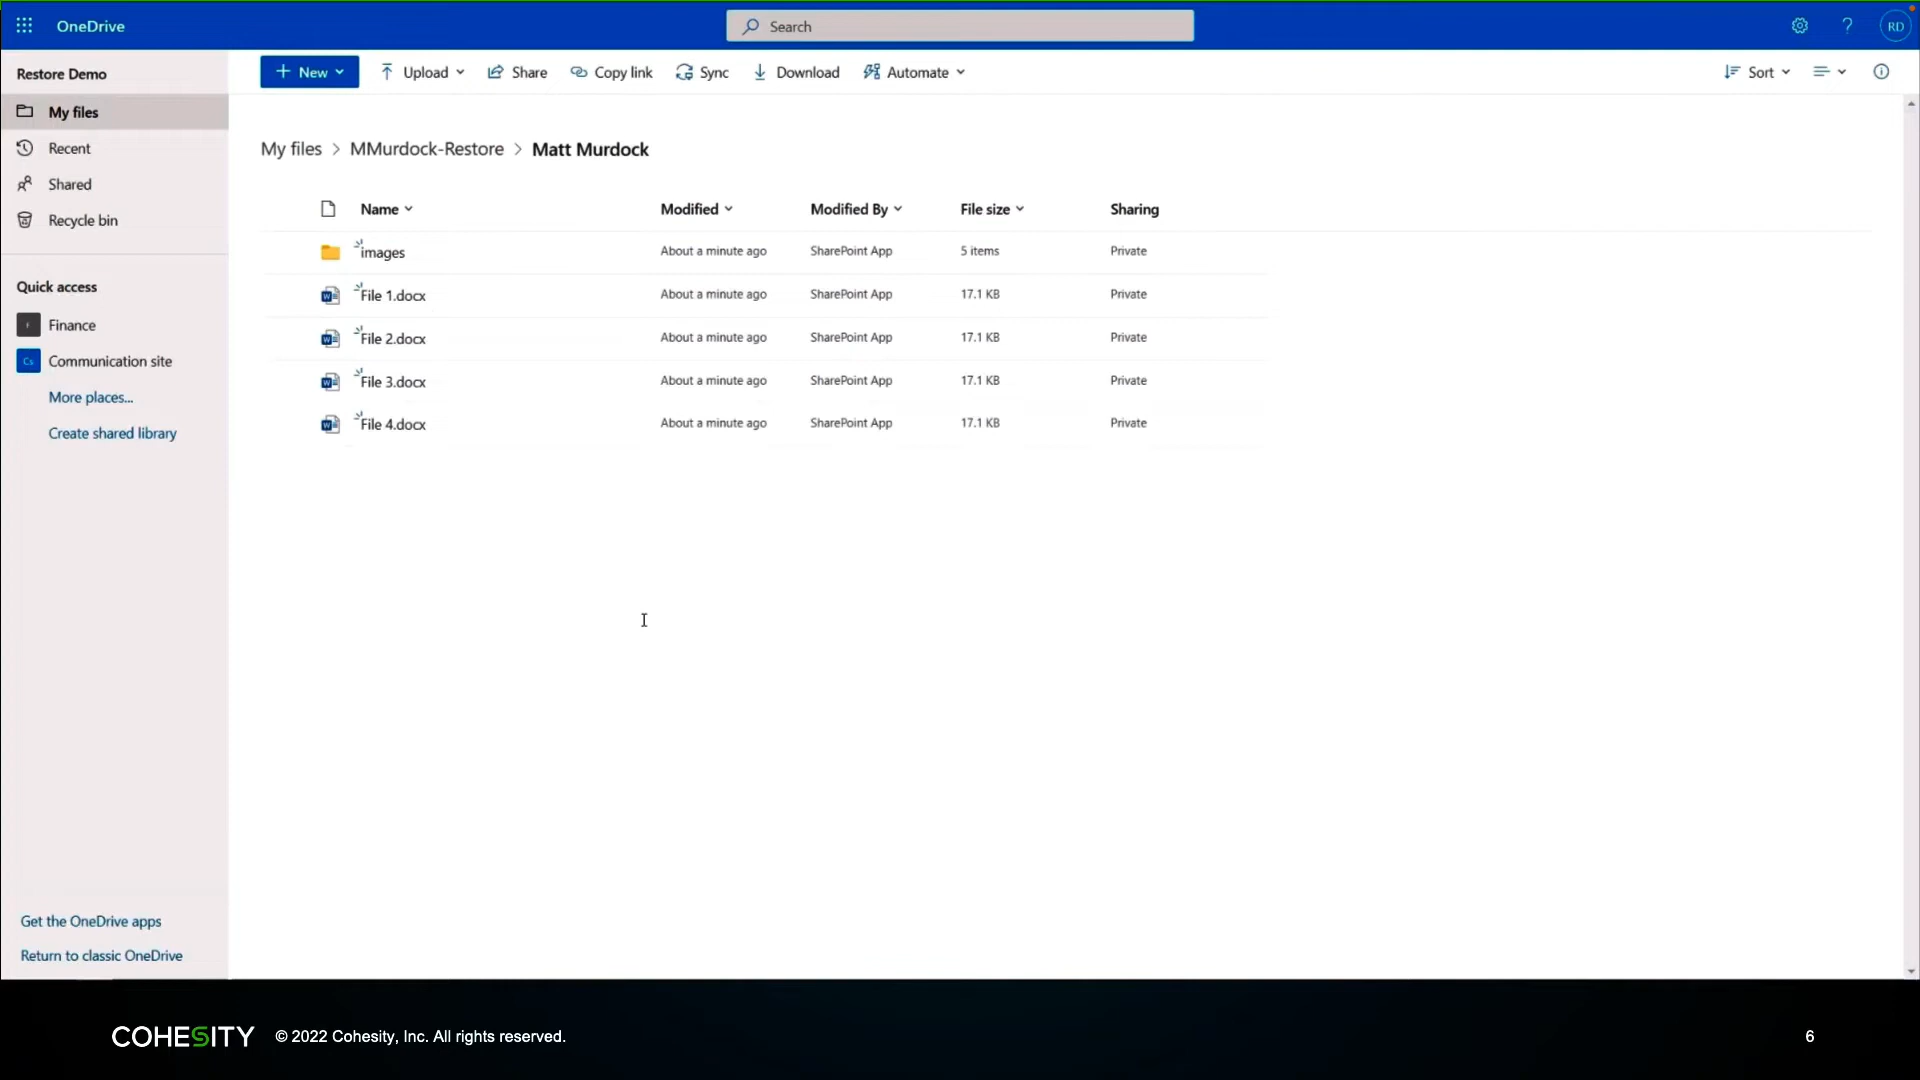 OneDrive
Search
RD
Restore Demo
New
Upload
Share
Copy link
Sync
Download
Automate
Sort
My files
Recent
Shared
Recycle bin
Quick access
Finance
Cs
Communication site
More places...
Create shared library
My files > MMurdock-Restore > Matt Murdock
Name Modified Modified By File size Sharing
images About a minute ago SharePoint App 5 items Private
File 1.docx About a minute ago SharePoint App 17.1 KB Private
File 2.docx About a minute ago SharePoint App 17.1 KB Private
File 3.docx About a minute ago SharePoint App 17.1 KB Private
File 4.docx About a minute ago SharePoint App 17.1 KB Private
Get the OneDrive apps
Return to classic OneDrive
COHESITY © 2022 Cohesity, Inc. All rights reserved. 6